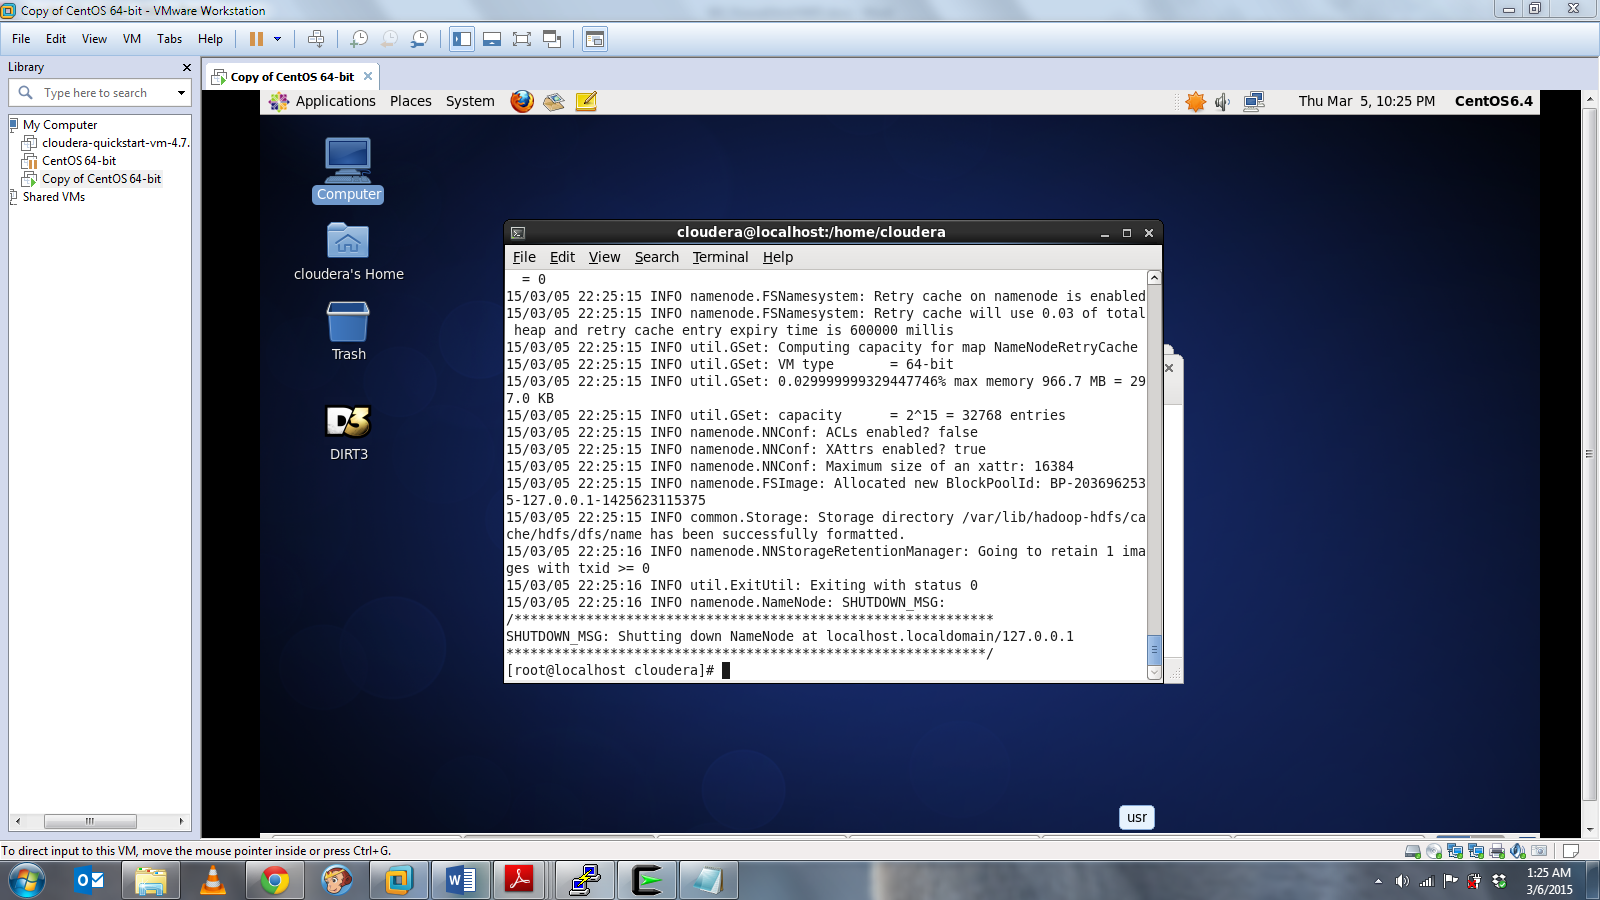 Copy of CentOS 64-bit - VMware Workstation
File Edit View VM Tabs Help
Library
Type here to search
My Computer
cloudera-quickstart-vm-4.7.
CentOS 64-bit
Copy of CentOS 64-bit
Shared VMs
Copy of CentOS 64-bit
Applications Places System
Thu Mar 5, 10:25 PM CentOS6.4
Computer
cloudera's Home
Trash
D3
DIRT3
cloudera@localhost:/home/cloudera
File Edit View Search Terminal Help
= 0
15/03/05 22:25:15 INFO namenode.FSNamesystem: Retry cache on namenode is enabled
15/03/05 22:25:15 INFO namenode.FSNamesystem: Retry cache will use 0.03 of total
heap and retry cache entry expiry time is 600000 millis
15/03/05 22:25:15 INFO util.GSet: Computing capacity for map NameNodeRetryCache
15/03/05 22:25:15 INFO util.GSet: VM type       = 64-bit
15/03/05 22:25:15 INFO util.GSet: 0.029999999329447746% max memory 966.7 MB = 29
7.0 KB
15/03/05 22:25:15 INFO util.GSet: capacity      = 2^15 = 32768 entries
15/03/05 22:25:15 INFO namenode.NNConf: ACLs enabled? false
15/03/05 22:25:15 INFO namenode.NNConf: XAttrs enabled? true
15/03/05 22:25:15 INFO namenode.NNConf: Maximum size of an xattr: 16384
15/03/05 22:25:15 INFO namenode.FSImage: Allocated new BlockPoolId: BP-203696253
5-127.0.0.1-1425623115375
15/03/05 22:25:15 INFO common.Storage: Storage directory /var/lib/hadoop-hdfs/ca
che/hdfs/dfs/name has been successfully formatted.
15/03/05 22:25:16 INFO namenode.NNStorageRetentionManager: Going to retain 1 ima
ges with txid >= 0
15/03/05 22:25:16 INFO util.ExitUtil: Exiting with status 0
15/03/05 22:25:16 INFO namenode.NameNode: SHUTDOWN_MSG:
/************************************************************
SHUTDOWN_MSG: Shutting down NameNode at localhost.localdomain/127.0.0.1
************************************************************/
[root@localhost cloudera]#
usr
To direct input to this VM, move the mouse pointer inside or press Ctrl+G.
1:25 AM
3/6/2015